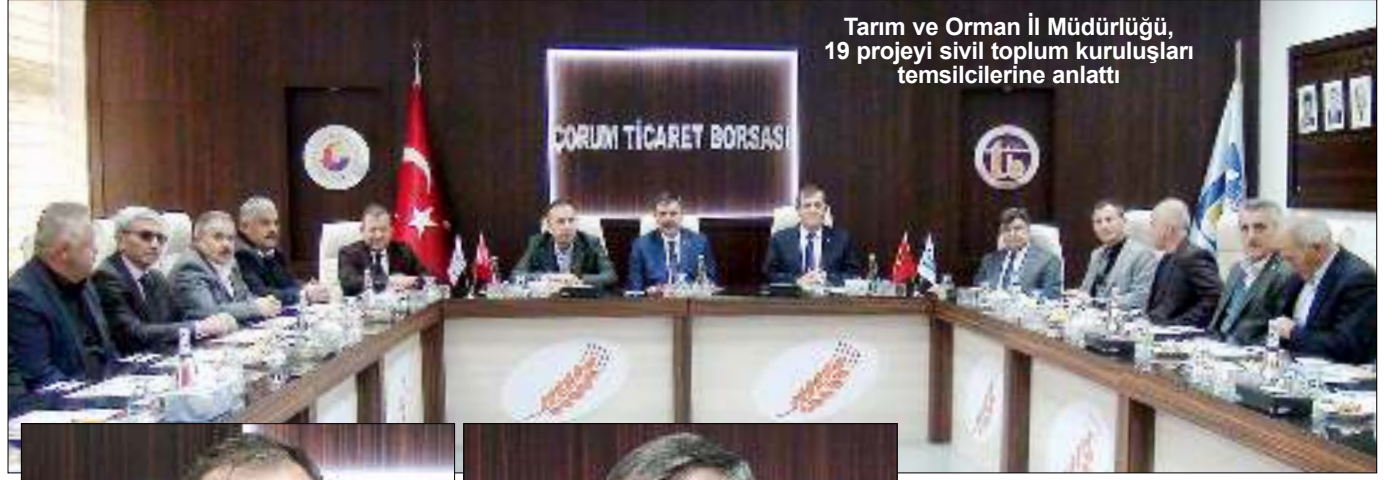 Tarım ve Orman İl Müdürlüğü,
19 projeyi sivil toplum kuruluşları
temsilcilerine anlattı
ÇORUM TİCARET BORSASI